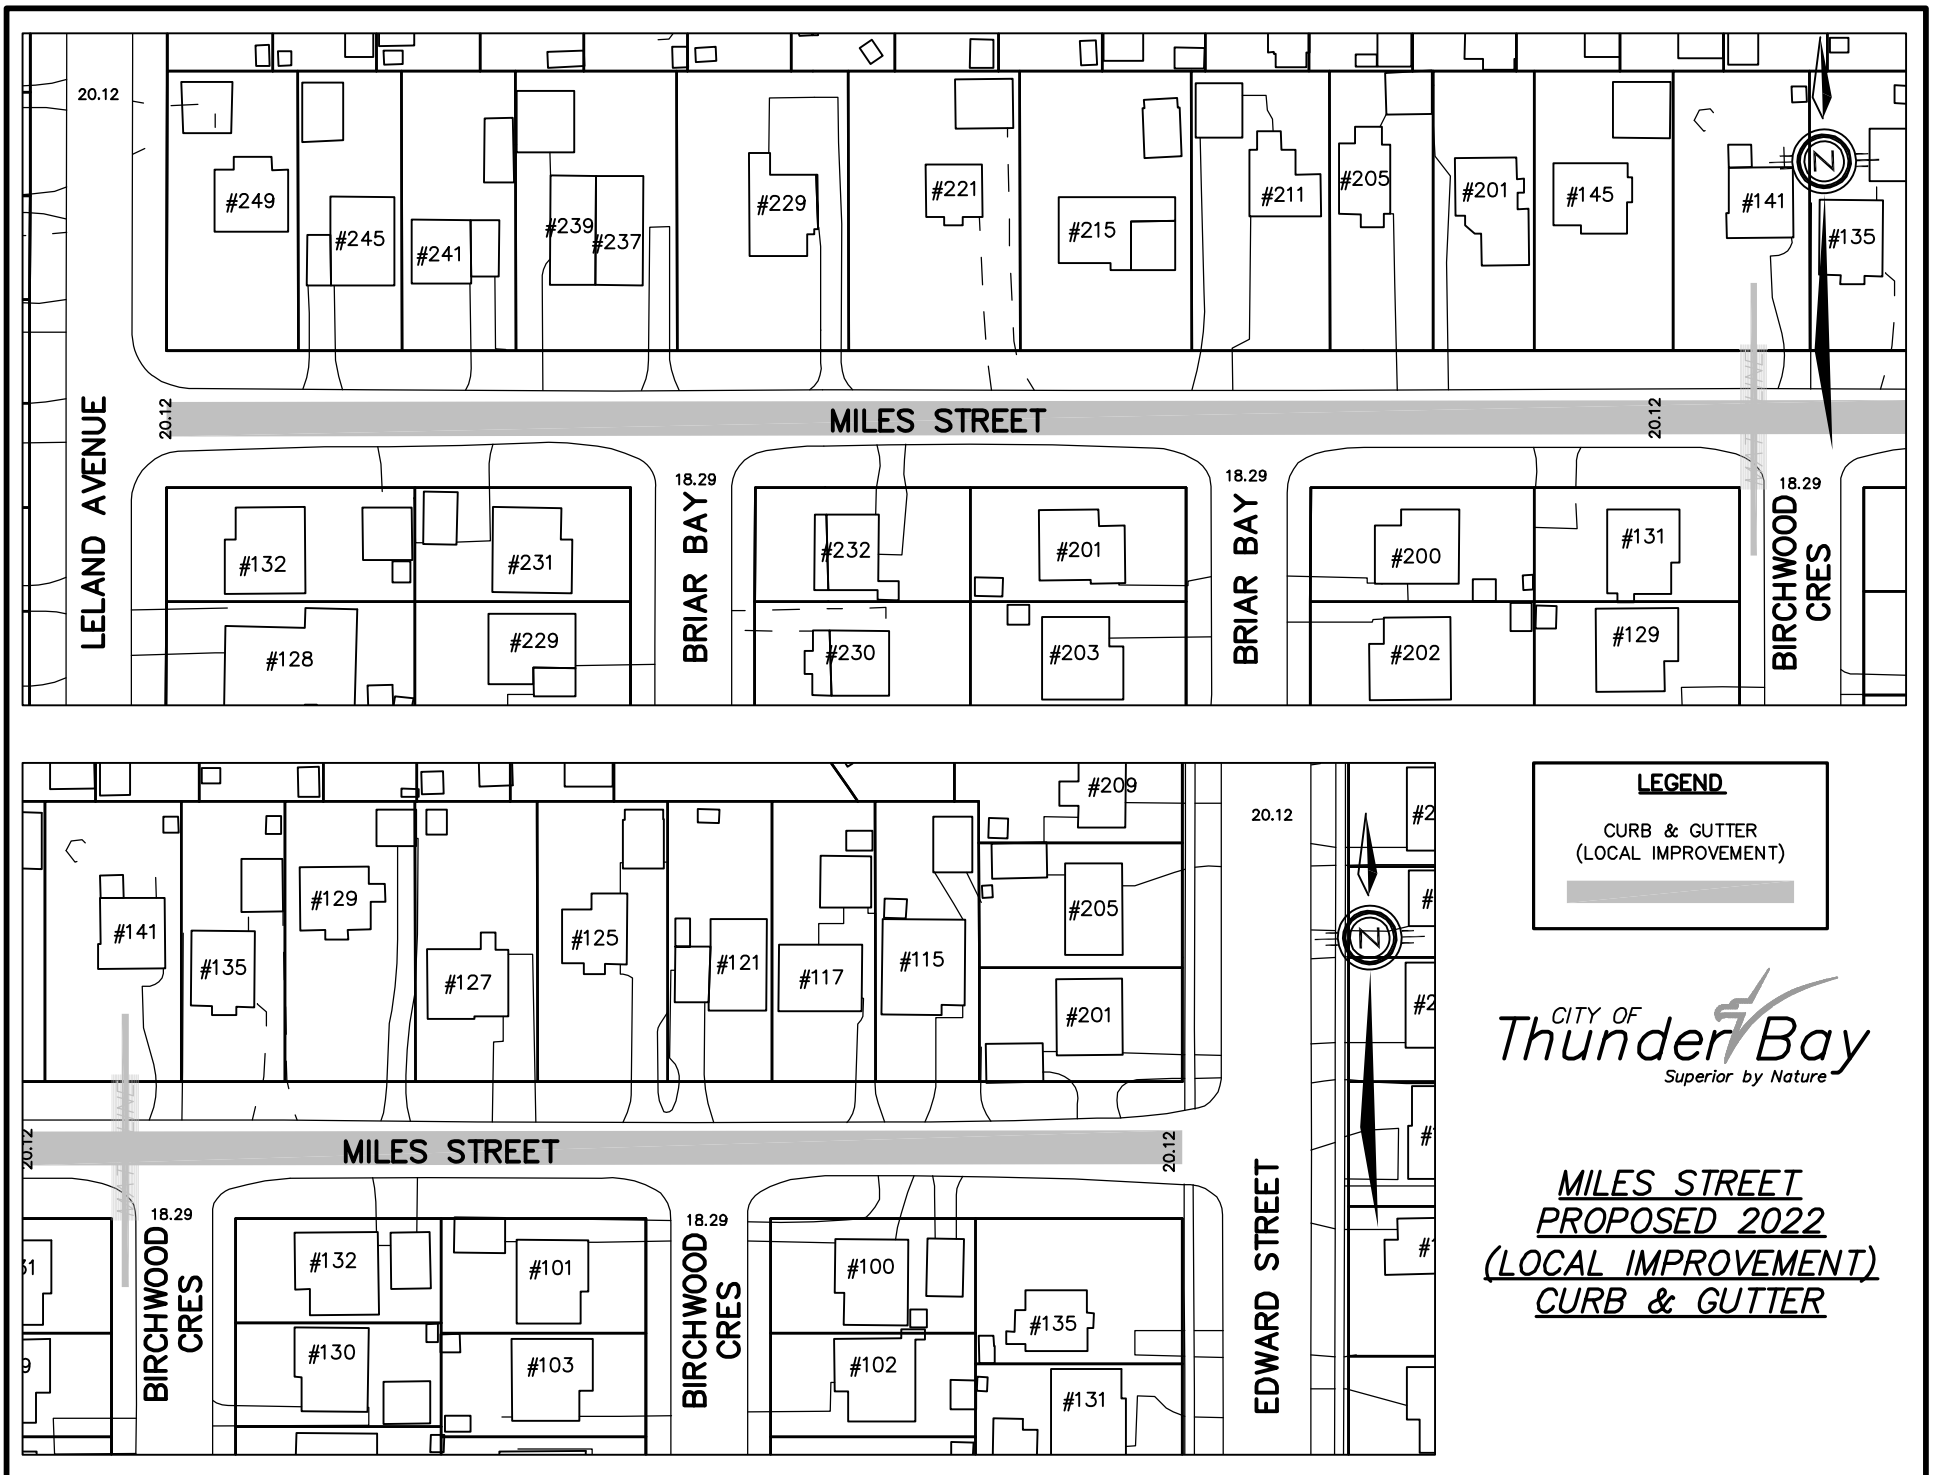 20.12
#249
#245
#241
#239
#237
#229
#221
#215
#211
#205
#201
#145
#141
#135
N
20.12
MILES STREET
20.12
MATCHLINE
LELAND AVENUE
18.29
BRIAR BAY
18.29
BRIAR BAY
18.29
BIRCHWOOD
CRES
#132
#231
#232
#201
#200
#131
#128
#229
#230
#203
#202
#129
#209
20.12
#2
#
#205
#141
#135
#129
#127
#125
#121
#117
#115
#201
N
#2
#
20.12
MILES STREET
20.12
EDWARD STREET
18.29
BIRCHWOOD
CRES
18.29
BIRCHWOOD
CRES
31
#132
#101
#100
#135
#
9
#130
#103
#102
#131
LEGEND
CURB & GUTTER
(LOCAL IMPROVEMENT)
CITY OF
Thunder Bay
Superior by Nature
MILES STREET
PROPOSED 2022
(LOCAL IMPROVEMENT)
CURB & GUTTER